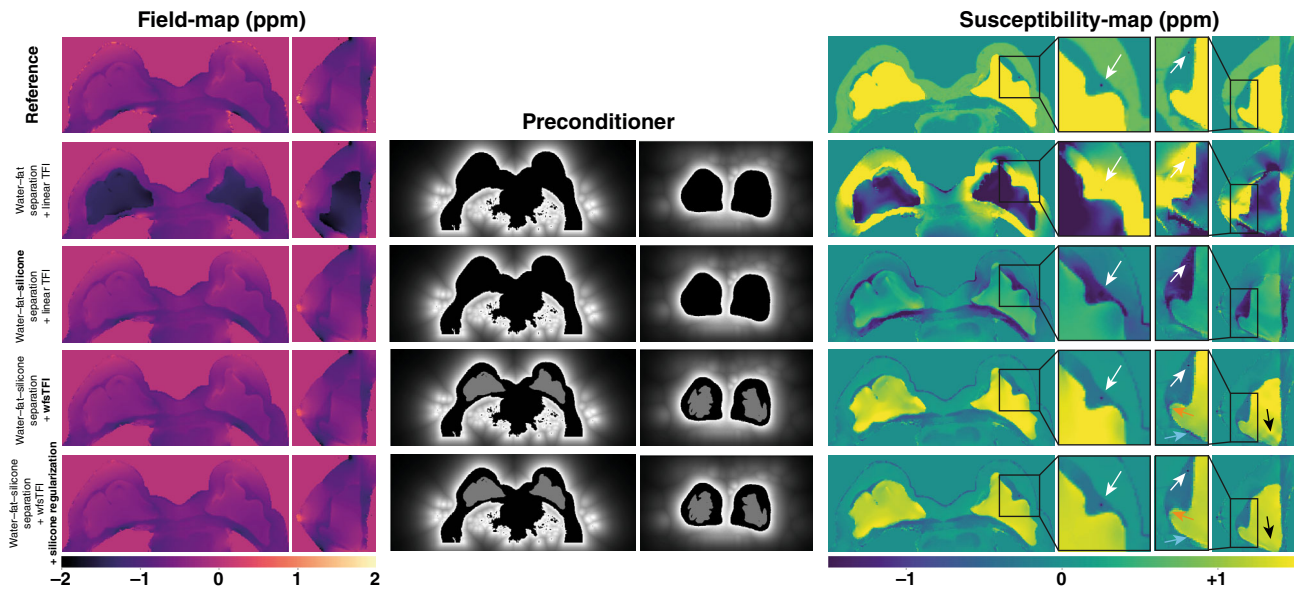 Field-map (ppm)
Susceptibility-map (ppm)
Preconditioner
Reference
Water–fat
separation
+ linear TFI
Water–fat–silicone
separation
+ linear TFI
Water–fat–silicone
separation
+ wfsTFI
Water–fat–silicone
separation
+ wfsTFI
+ silicone regularization
−2
−1
0
1
2
−1
0
+1